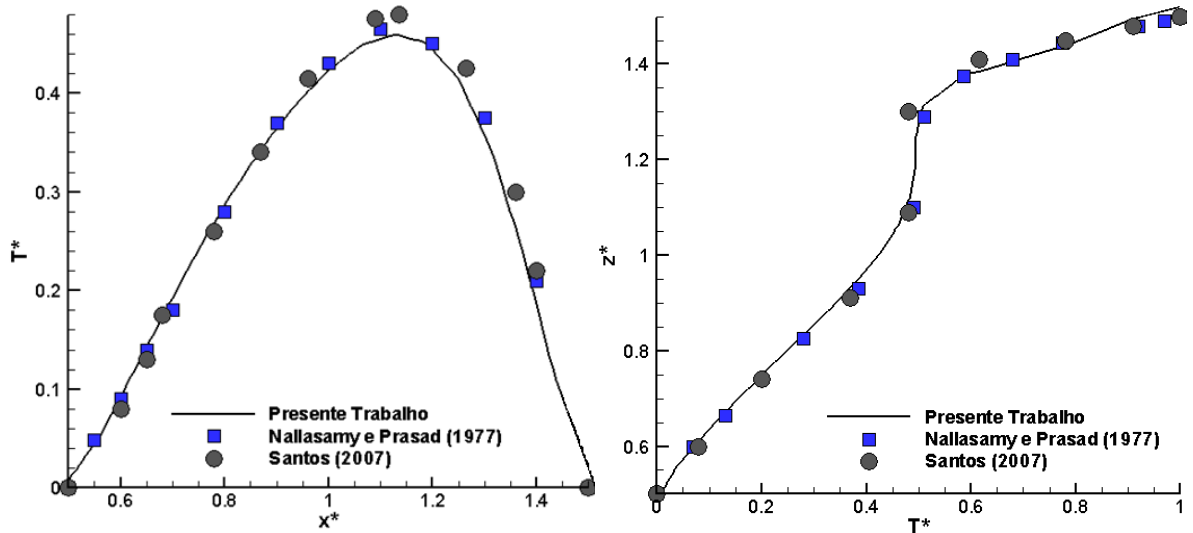 0.4
0.3
0.2
0.1
0
T*
0.6
0.8
1
1.2
1.4
x*
Presente Trabalho
Nallasamy e Prasad (1977)
Santos (2007)
1.4
1.2
1
0.8
0.6
z*
0
0.2
0.4
0.6
0.8
1
T*
Presente Trabalho
Nallasamy e Prasad (1977)
Santos (2007)